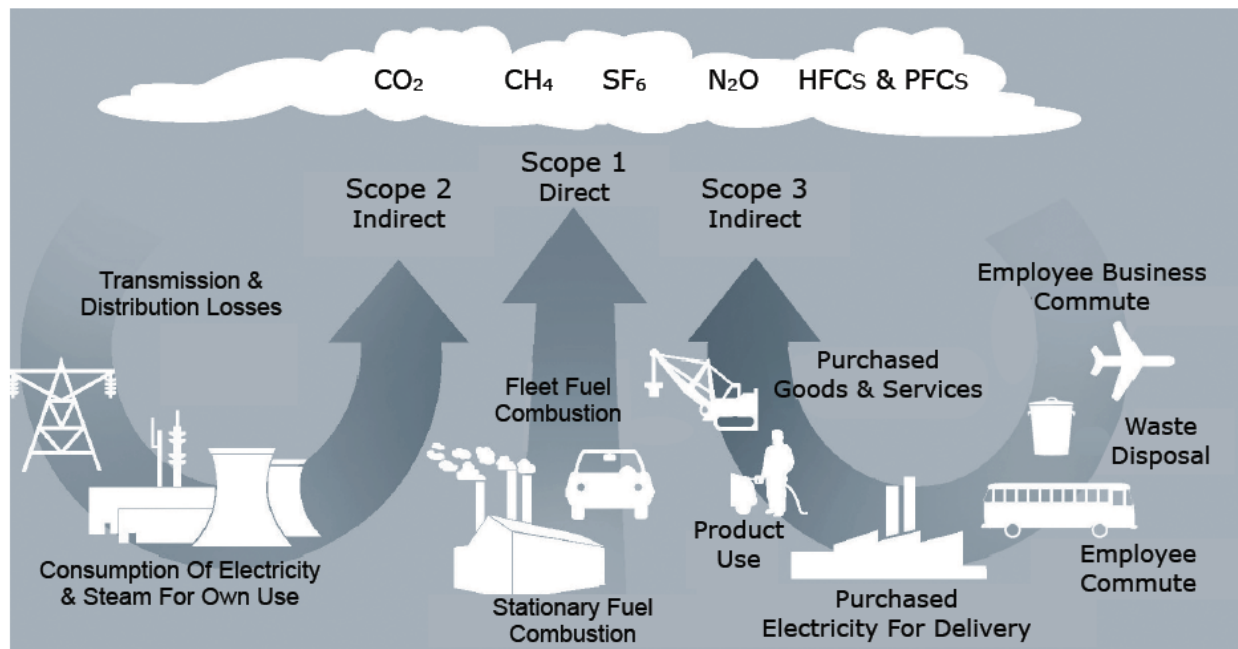 CO₂ CH₄ SF₆ N₂O HFCs & PFCs
Scope 2
Indirect
Scope 1
Direct
Scope 3
Indirect
Transmission &
Distribution Losses
Consumption Of Electricity
& Steam For Own Use
Fleet Fuel
Combustion
Stationary Fuel
Combustion
Purchased
Goods & Services
Product
Use
Purchased
Electricity For Delivery
Employee Business
Commute
Waste
Disposal
Employee
Commute